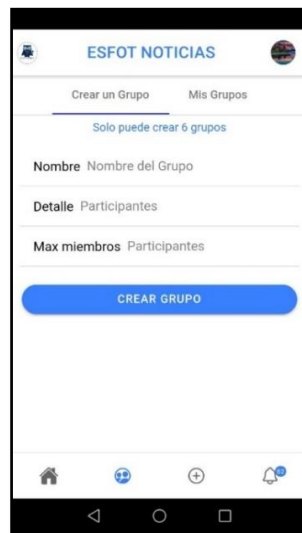 ESFOT NOTICIAS
Crear un Grupo Mis Grupos
Solo puede crear 6 grupos
Nombre Nombre del Grupo
Detalle Participantes
Max miembros Participantes
CREAR GRUPO